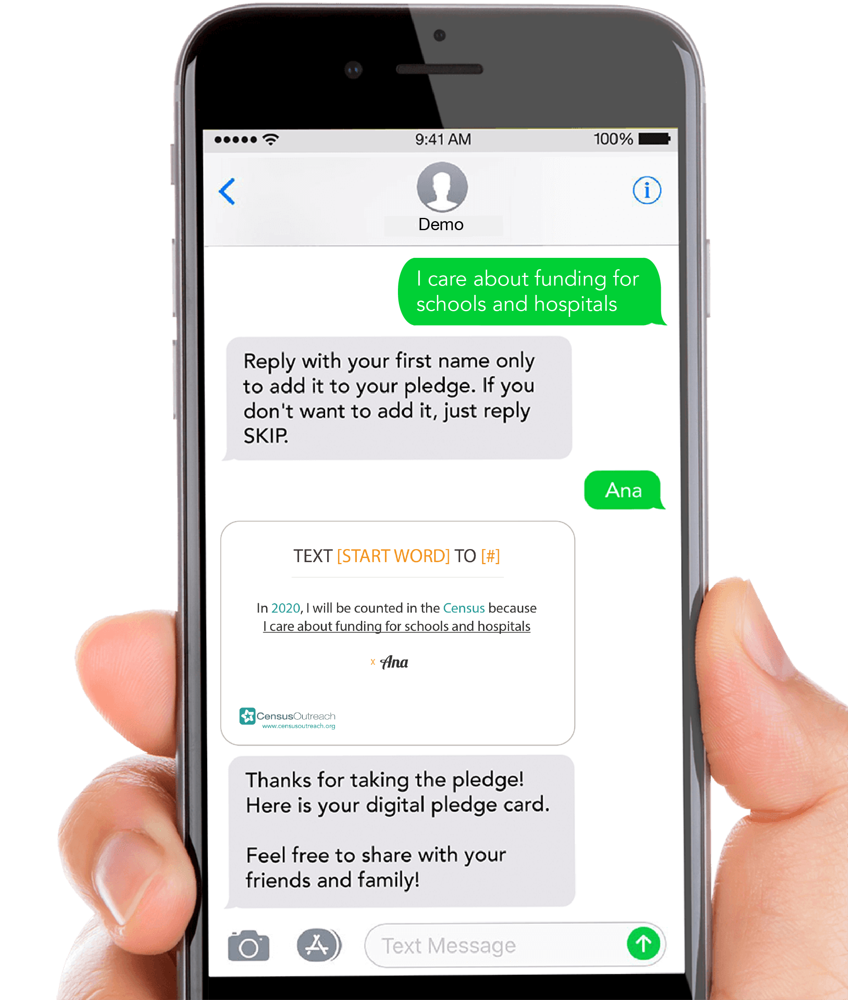 9:41 AM
100%
Demo
I care about funding for
schools and hospitals
Reply with your first name only
to add it to your pledge. If you
don't want to add it, just reply
SKIP.
Ana
TEXT [START WORD] TO [#]
In 2020, I will be counted in the Census because
I care about funding for schools and hospitals
x Ana
CensusOutreach
www.censusoutreach.org
Thanks for taking the pledge!
Here is your digital pledge card.
Feel free to share with your
friends and family!
Text Message